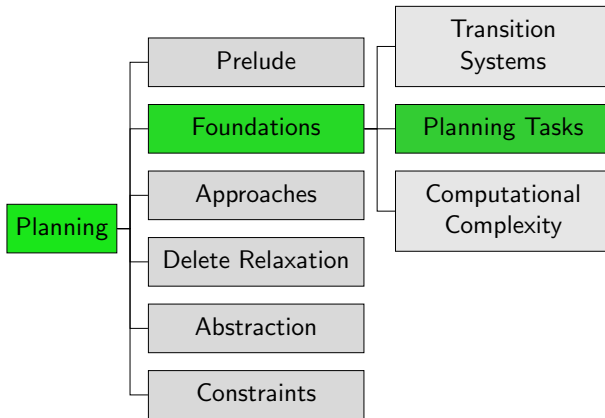 Planning
Prelude
Foundations
Approaches
Delete Relaxation
Abstraction
Constraints
Transition
Systems
Planning Tasks
Computational
Complexity